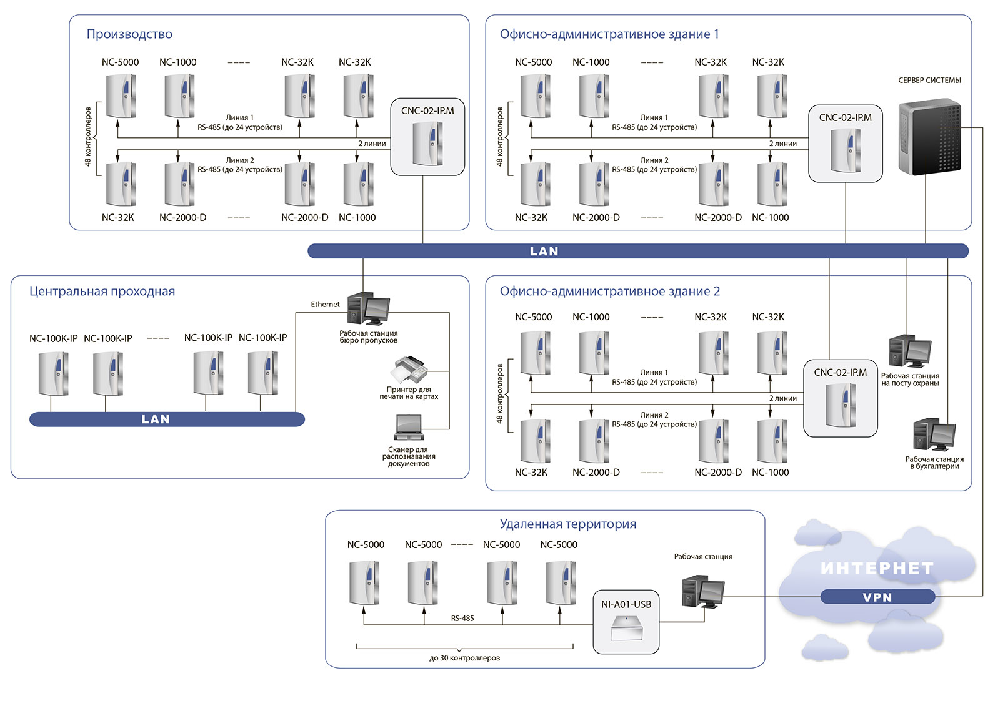 Производство
NC-5000 NC-1000 ---- NC-32K NC-32K
48 контроллеров
Линия 1
RS-485 (до 24 устройств)
2 линии
Линия 2
RS-485 (до 24 устройств)
NC-32K NC-2000-D ---- NC-2000-D NC-1000
CNC-02-IP.M
Офисно-административное здание 1
NC-5000 NC-1000 ---- NC-32K NC-32K
48 контроллеров
Линия 1
RS-485 (до 24 устройств)
2 линии
Линия 2
RS-485 (до 24 устройств)
NC-32K NC-2000-D ---- NC-2000-D NC-1000
CNC-02-IP.M
СЕРВЕР СИСТЕМЫ
LAN
Центральная проходная
Ethernet
Рабочая станция
бюро пропусков
NC-100K-IP NC-100K-IP ---- NC-100K-IP NC-100K-IP
LAN
Принтер для
печати на картах
Сканер для
распознавания
документов
Офисно-административное здание 2
NC-5000 NC-1000 ---- NC-32K NC-32K
48 контроллеров
Линия 1
RS-485 (до 24 устройств)
2 линии
Линия 2
RS-485 (до 24 устройств)
NC-32K NC-2000-D ---- NC-2000-D NC-1000
CNC-02-IP.M
Рабочая станция
на посту охраны
Рабочая станция
в бухгалтерии
Удаленная территория
NC-5000 NC-5000 ---- NC-5000 NC-5000
RS-485
до 30 контроллеров
NI-A01-USB
Рабочая станция
ИНТЕРНЕТ
VPN